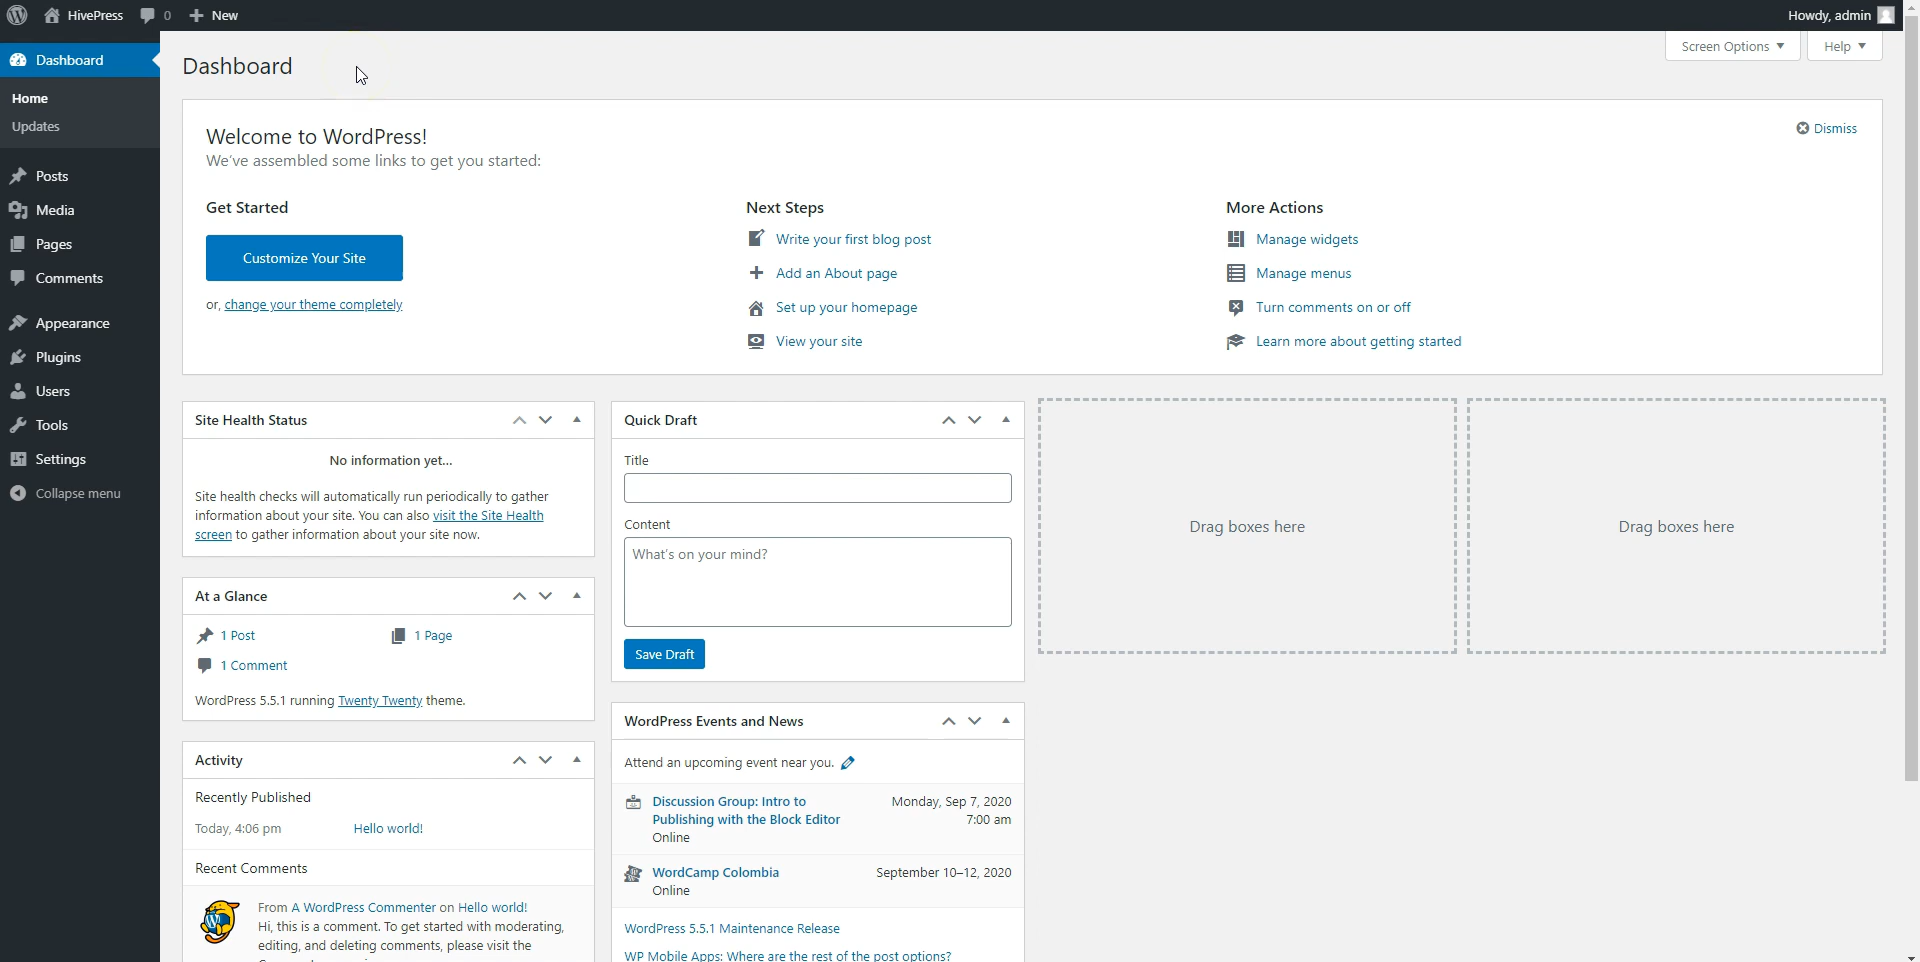 HivePress
0
New
Howdy, admin
Dashboard
Home
Updates
Posts
Media
Pages
Comments
Appearance
Plugins
Users
Tools
Settings
Collapse menu
Dashboard
Screen Options
Help
Welcome to WordPress!
We've assembled some links to get you started:
Dismiss
Get Started
Customize Your Site
or, change your theme completely
Next Steps
Write your first blog post
Add an About page
Set up your homepage
View your site
More Actions
Manage widgets
Manage menus
Turn comments on or off
Learn more about getting started
Site Health Status
No information yet...
Site health checks will automatically run periodically to gather
information about your site. You can also visit the Site Health
screen to gather information about your site now.
At a Glance
1 Post
1 Page
1 Comment
WordPress 5.5.1 running Twenty Twenty theme.
Activity
Recently Published
Today, 4:06 pm
Hello world!
Recent Comments
From A WordPress Commenter on Hello world!
Hi, this is a comment. To get started with moderating,
editing, and deleting comments, please visit the
Quick Draft
Title
Content
What's on your mind?
Save Draft
WordPress Events and News
Attend an upcoming event near you.
Discussion Group: Intro to
Publishing with the Block Editor
Online
Monday, Sep 7, 2020
7:00 am
WordCamp Colombia
Online
September 10–12, 2020
WordPress 5.5.1 Maintenance Release
WP Mobile Apps: Where are the rest of the post options?
Drag boxes here
Drag boxes here